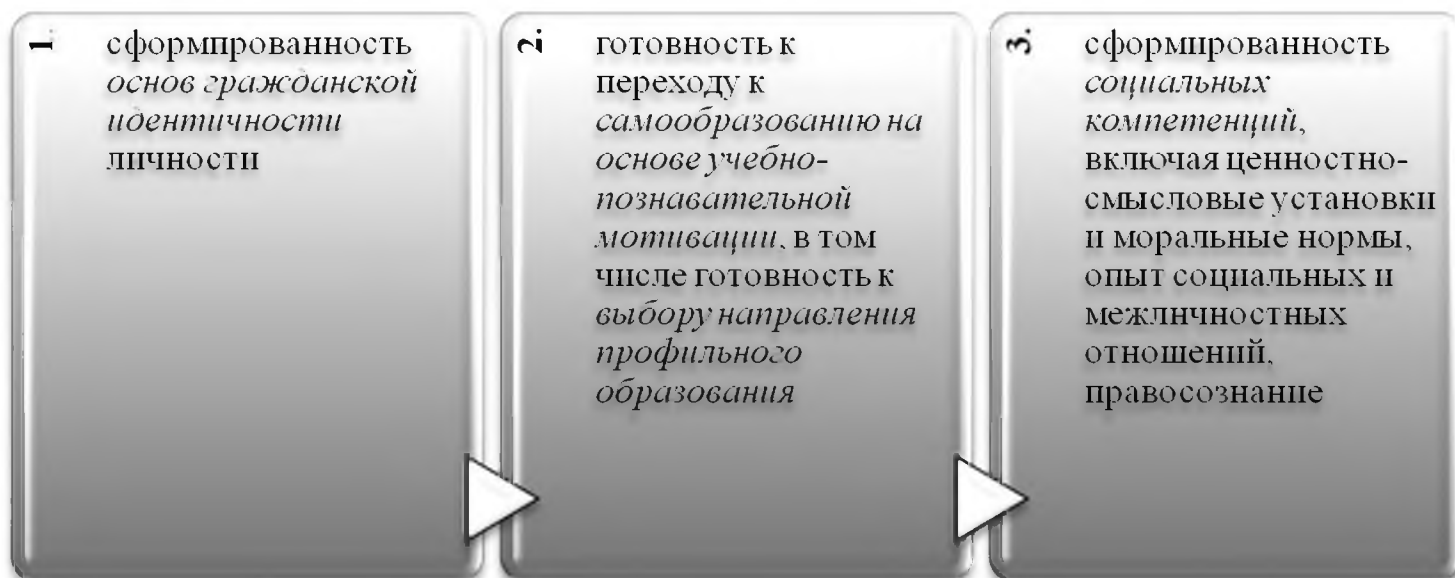 1.
сформпрованность
основ гражданской
идентичности
личности
2.
готовность к
переходу к
самообразованию на
основе учебно-
познавательной
мотивации, в том
числе готовность к
выбору направления
профильного
образования
3.
сформированность
социальных
компетенций,
включая ценностно-
смысловые установки
и моральные нормы,
опыт социальных и
межличностных
отношений,
правосознание